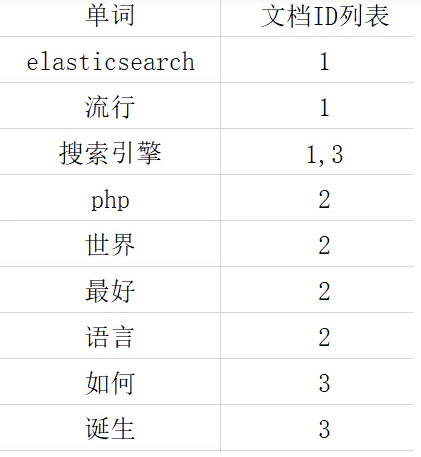 单词 文档ID列表
elasticsearch 1
流行 1
搜索引擎 1,3
php 2
世界 2
最好 2
语言 2
如何 3
诞生 3